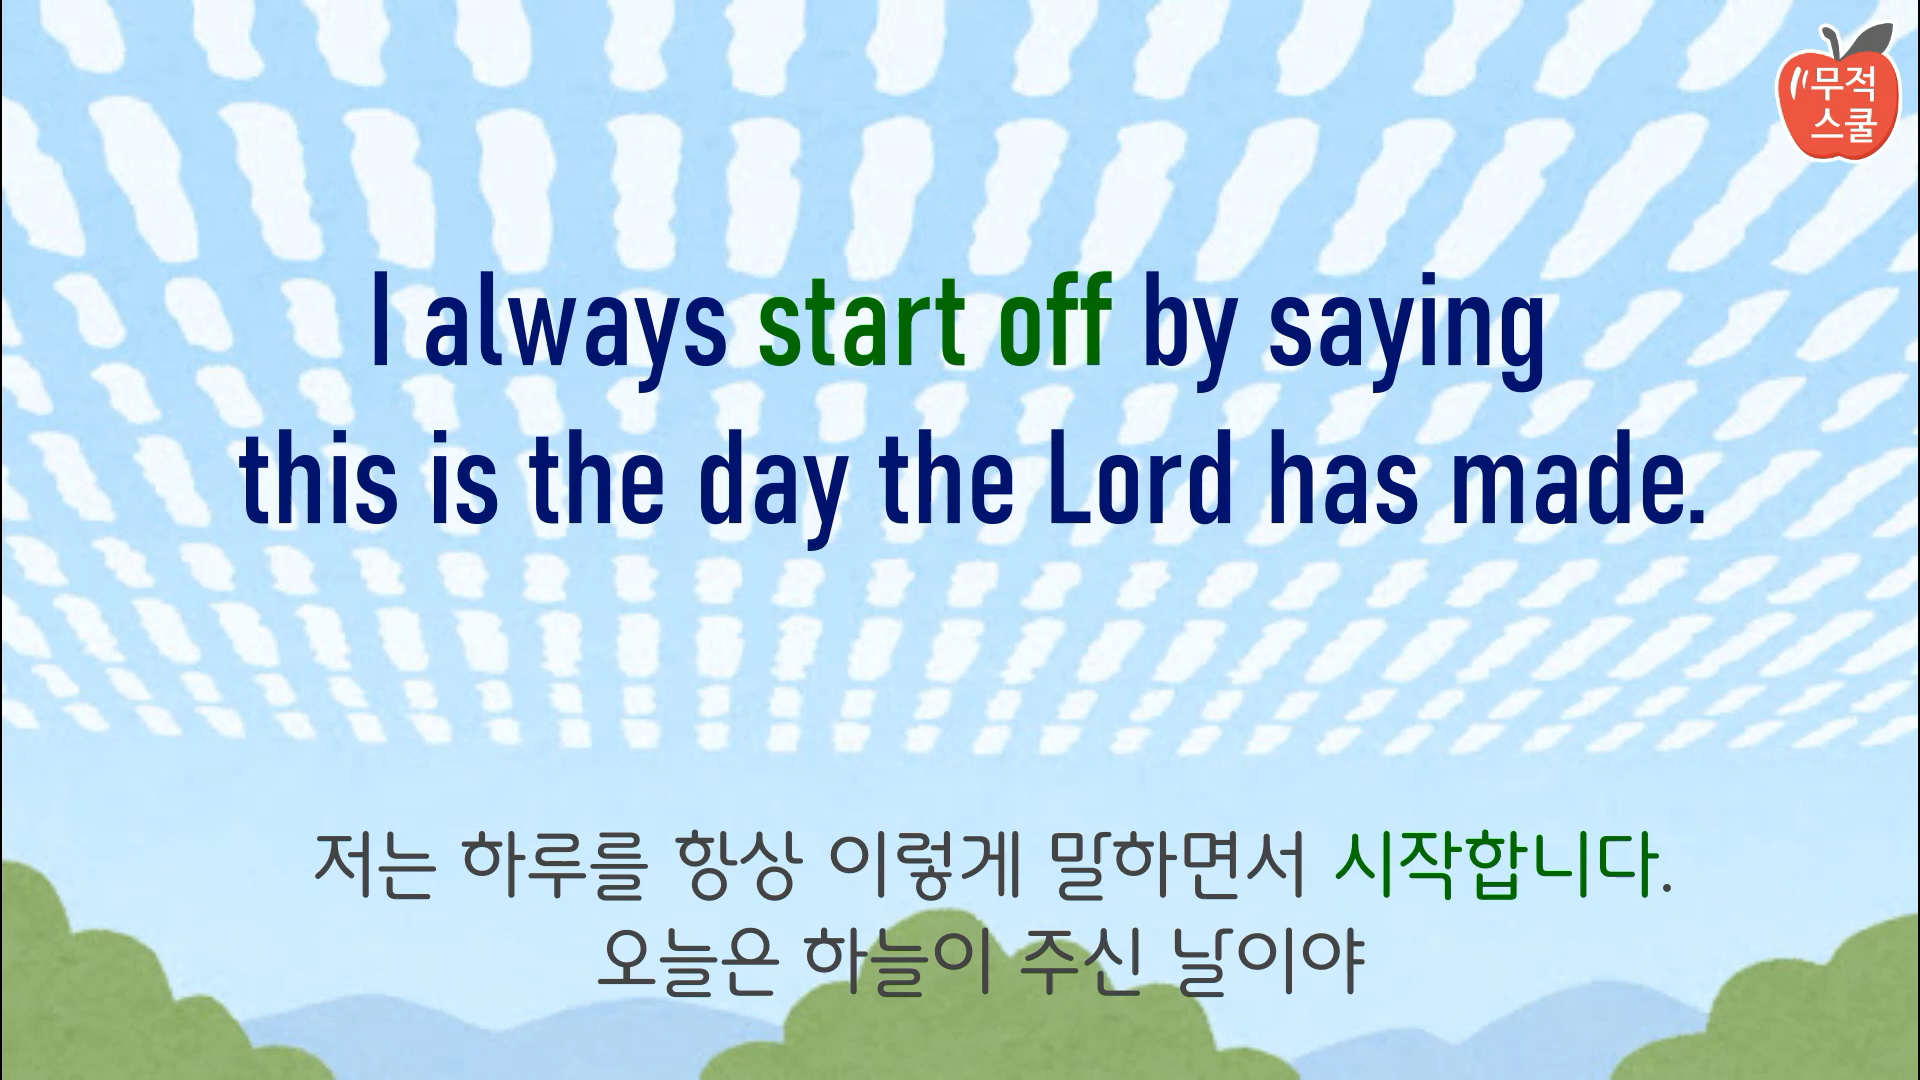 무적
스쿨
I always start off by saying
this is the day the Lord has made.
저는 하루를 항상 이렇게 말하면서 시작합니다.
오늘은 하늘이 주신 날이야